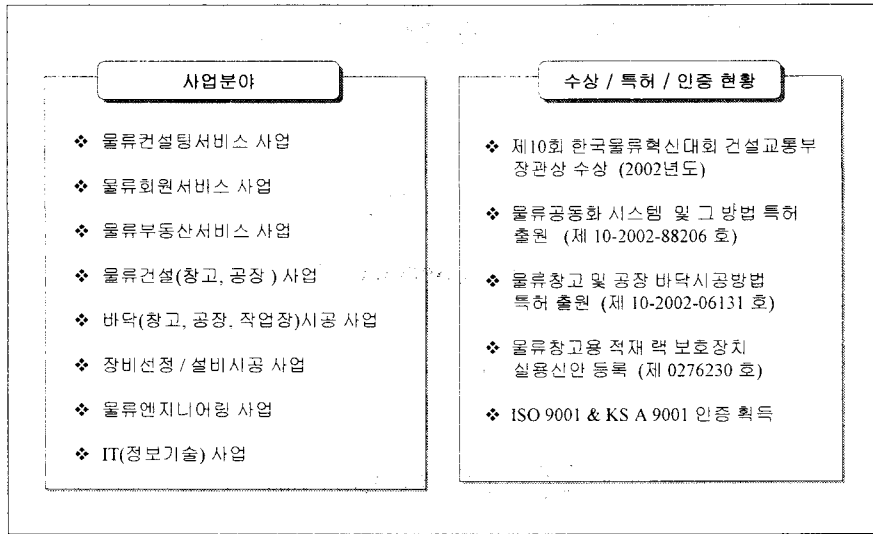 사업분야
❖ 물류컨설팅서비스 사업
❖ 물류회원서비스 사업
❖ 물류부동산서비스 사업
❖ 물류건설(창고, 공장 ) 사업
❖ 바닥(창고, 공장, 작업장)시공 사업
❖ 장비선정 / 설비시공 사업
❖ 물류엔지니어링 사업
❖ IT(정보기술) 사업
수상 / 특허 / 인증 현황
❖ 제10회 한국물류혁신대회 건설교통부
장관상 수상 (2002년도)
❖ 물류공동화 시스템 및 그 방법 특허
출원 (제 10-2002-88206 호)
❖ 물류창고 및 공장 바닥시공방법
특허 출원 (제 10-2002-06131 호)
❖ 물류창고용 적재 랙 보호장치
실용신안 등록 (제 0276230 호)
❖ ISO 9001 & KS A 9001 인증 획득